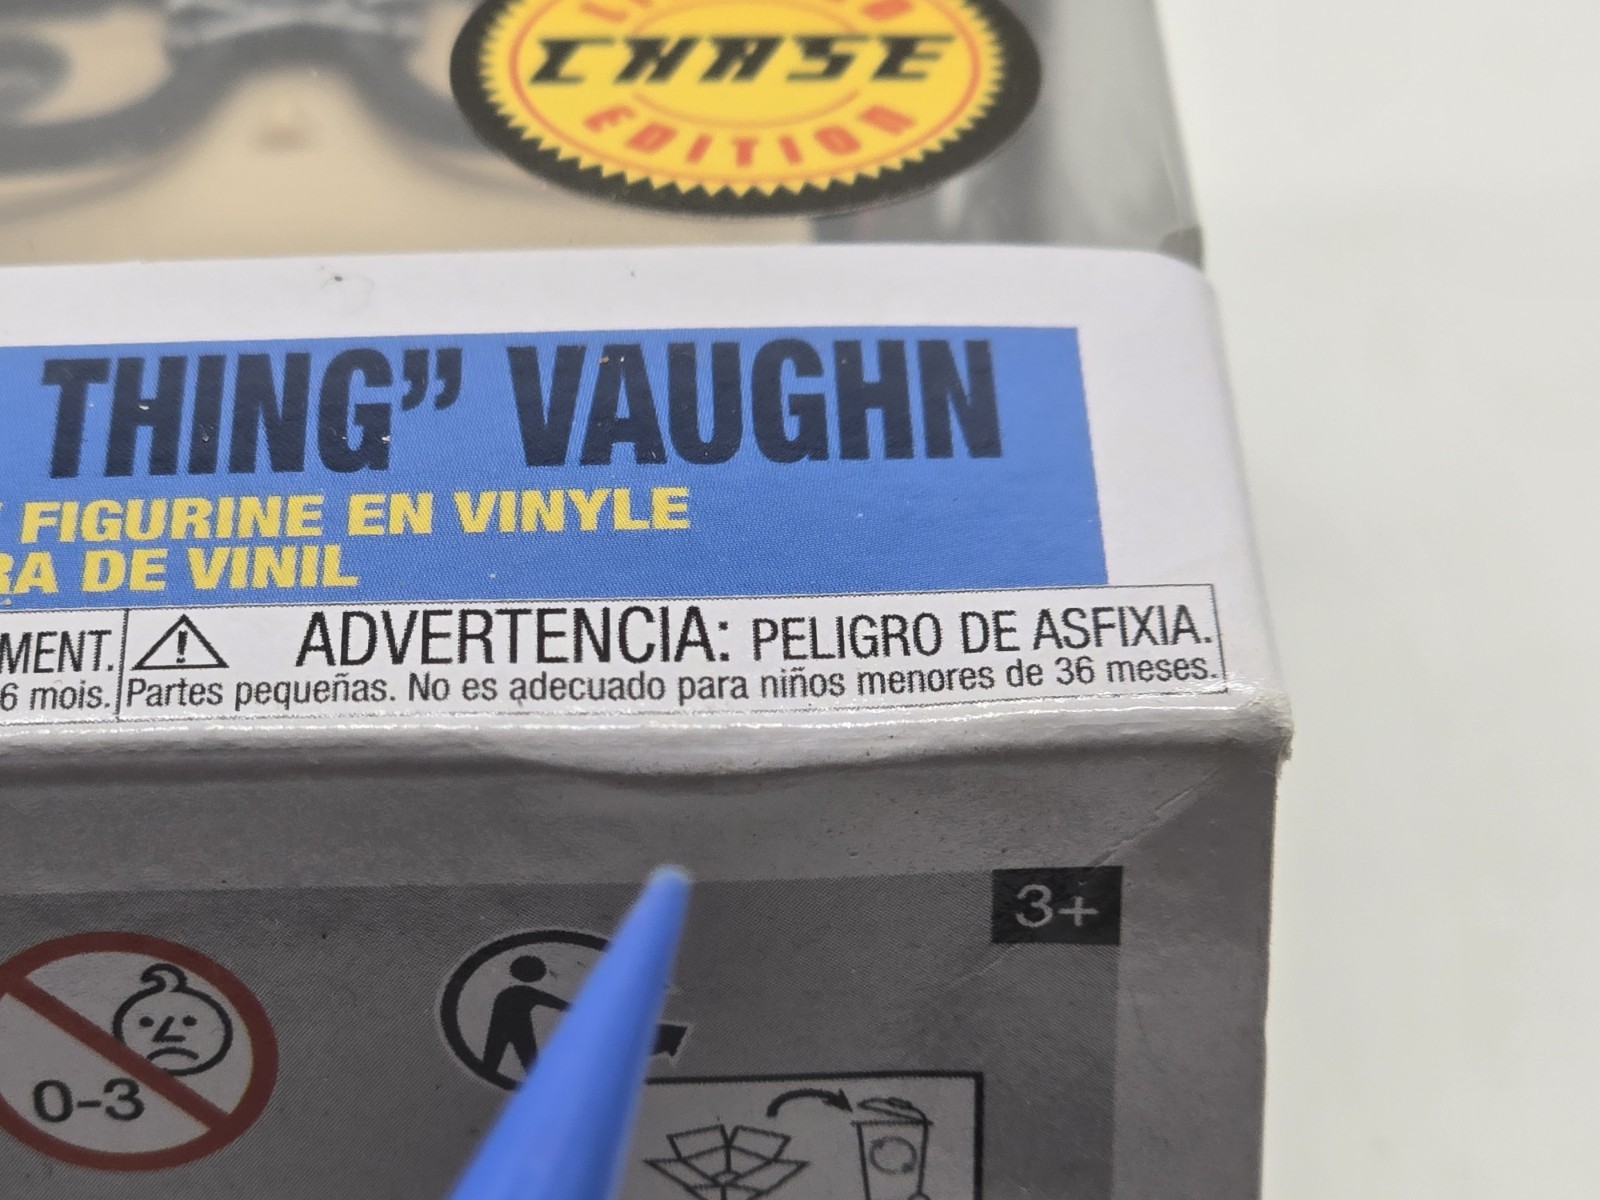 LIMITED
CHASE
EDITION
THING” VAUGHN
FIGURINE EN VINYLE
RA DE VINIL
MENT.
6 mois.
⚠ ADVERTENCIA: PELIGRO DE ASFIXIA.
Partes pequeñas. No es adecuado para niños menores de 36 meses.
3+
0-3